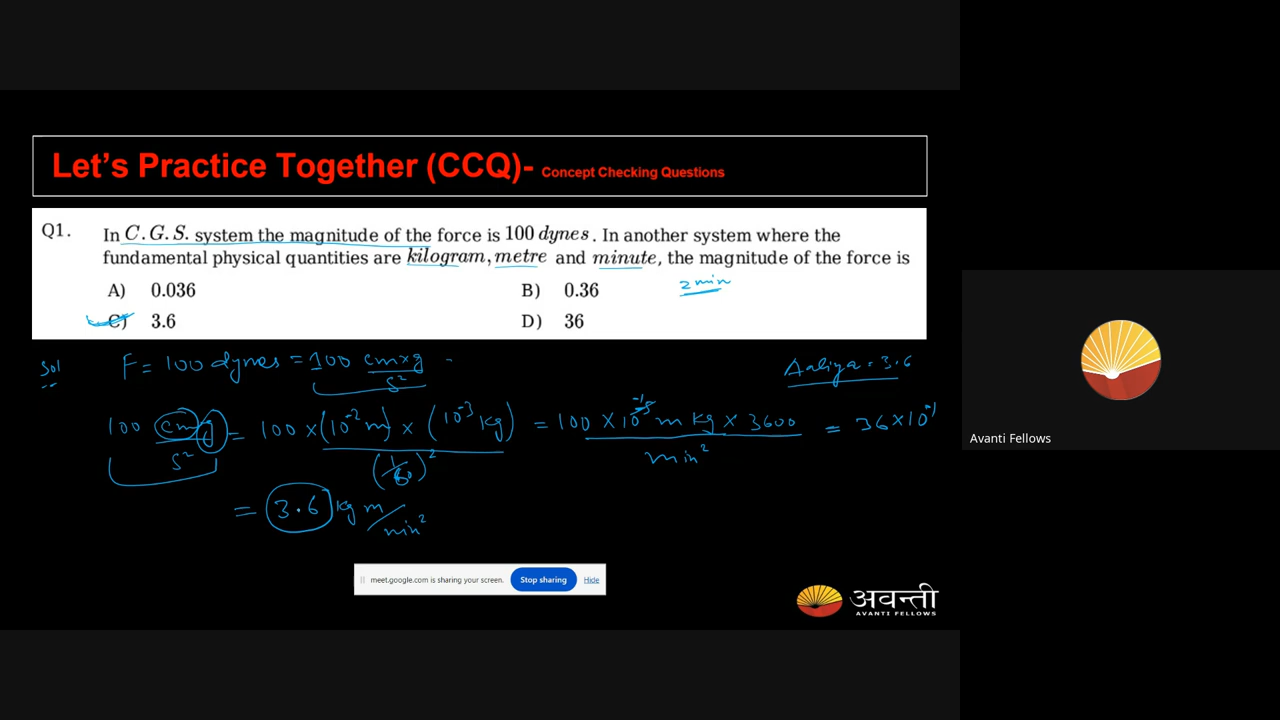 Let's Practice Together (CCQ)- Concept Checking Questions
Q1. In C.G.S. system the magnitude of the force is 100 dynes. In another system where the
fundamental physical quantities are kilogram, metre and minute, the magnitude of the force is
2 min
A) 0.036 B) 0.36
C) 3.6 D) 36
Sol F = 100 dynes = 100 cm×g / s²
Aaliya = 3.6
100 cm g / s² = 100 × (10⁻² m) × (10⁻³ kg) / (1/60)² = 100 × 10⁻⁵ m kg × 3600 / min² = 36 × 10⁻¹
= 3.6 kg m / min²
meet.google.com is sharing your screen. Stop sharing Hide
अवन्ती
AVANTI FELLOWS
Avanti Fellows